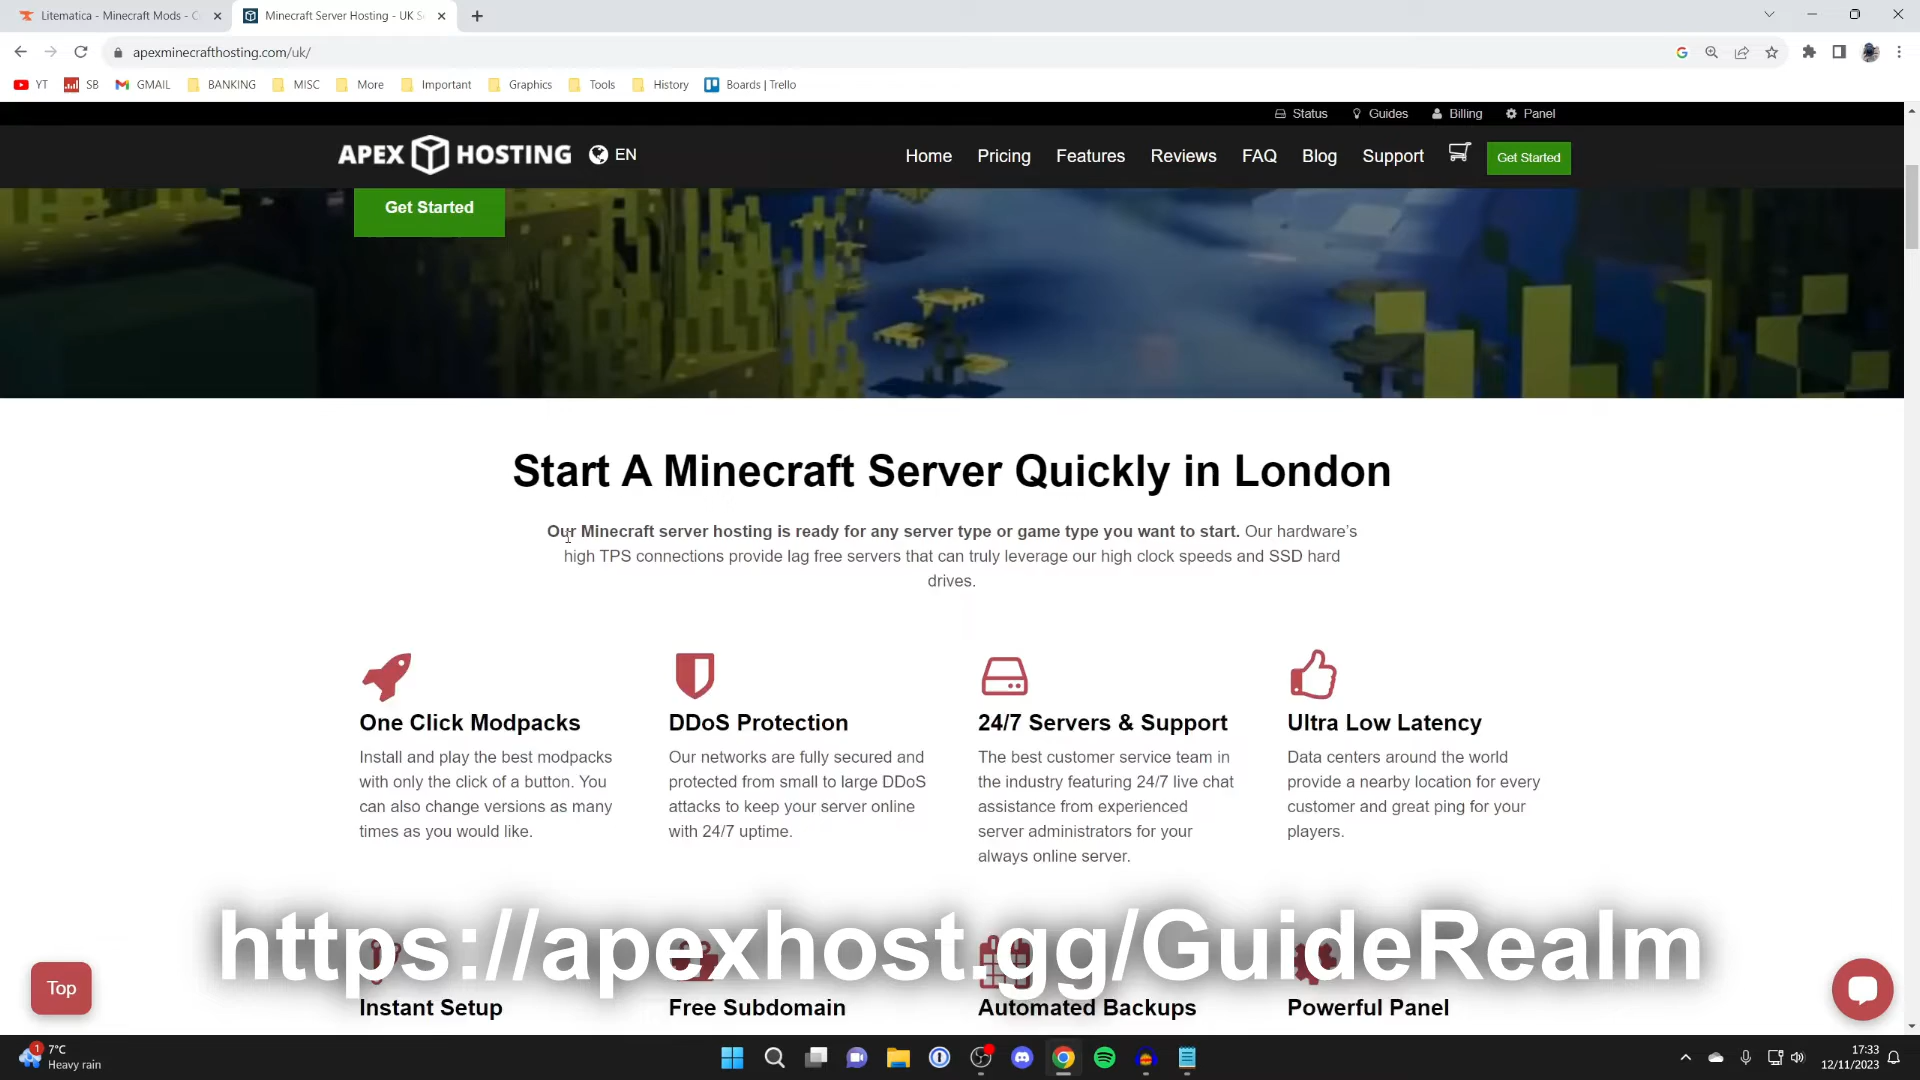 Litematica - Minecraft Mods - C
Minecraft Server Hosting - UK S
apexminecrafthosting.com/uk/
YT
SB
GMAIL
BANKING
MISC
More
Important
Graphics
Tools
History
Boards | Trello
Status
Guides
Billing
Panel
APEX HOSTING
EN
Home
Pricing
Features
Reviews
FAQ
Blog
Support
Get Started
Get Started
Start A Minecraft Server Quickly in London
Our Minecraft server hosting is ready for any server type or game type you want to start. Our hardware's
high TPS connections provide lag free servers that can truly leverage our high clock speeds and SSD hard
drives.
One Click Modpacks
Install and play the best modpacks
with only the click of a button. You
can also change versions as many
times as you would like.
DDoS Protection
Our networks are fully secured and
protected from small to large DDoS
attacks to keep your server online
with 24/7 uptime.
24/7 Servers & Support
The best customer service team in
the industry featuring 24/7 live chat
assistance from experienced
server administrators for your
always online server.
Ultra Low Latency
Data centers around the world
provide a nearby location for every
customer and great ping for your
players.
https://apexhost.gg/GuideRealm
Top
Instant Setup
Free Subdomain
Automated Backups
Powerful Panel
1
7°C
Heavy rain
17:33
12/11/2023